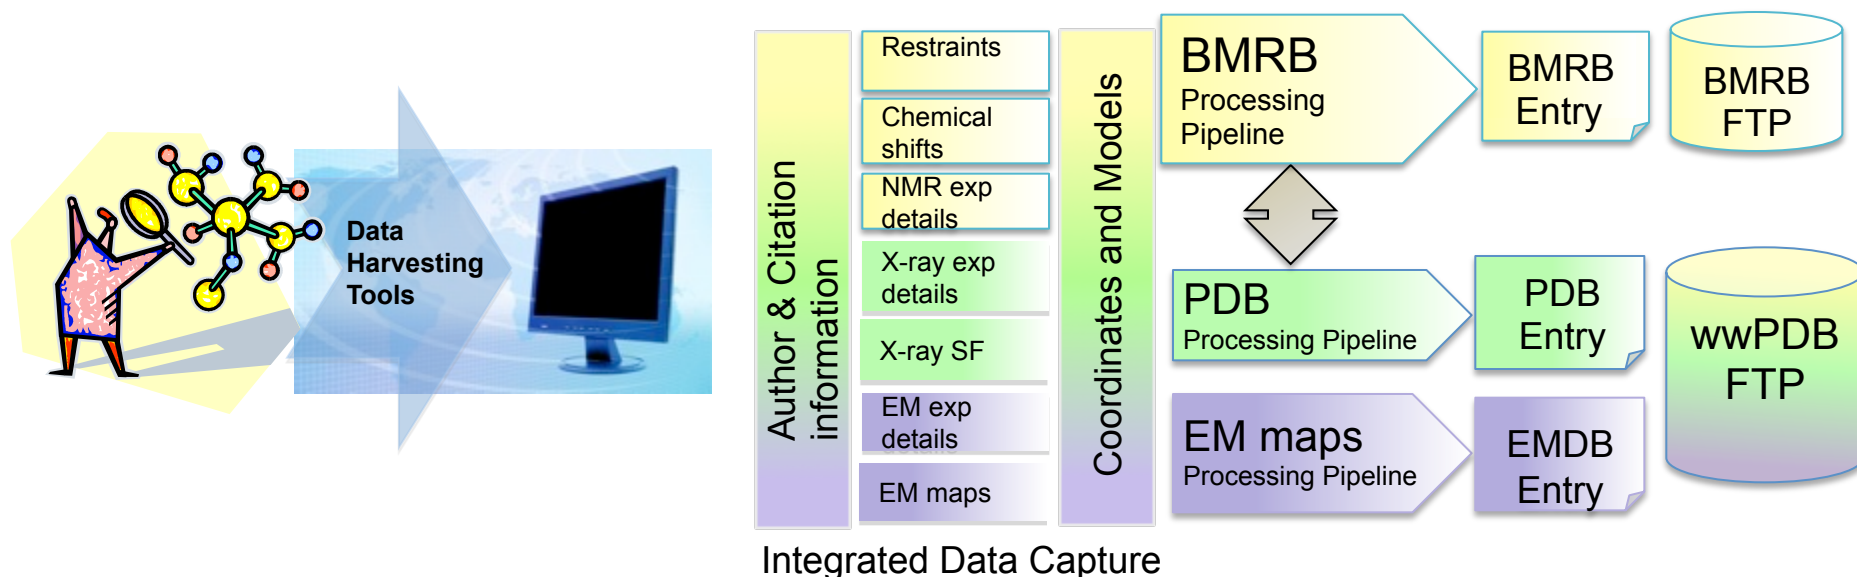 Data
Harvesting
Tools
Author & Citation
information
Restraints
Chemical
shifts
NMR exp
details
X-ray exp
details
X-ray SF
EM exp
details
EM maps
Coordinates and Models
BMRB
Processing
Pipeline
BMRB
Entry
BMRB
FTP
PDB
Processing Pipeline
PDB
Entry
wwPDB
FTP
EM maps
Processing Pipeline
EMDB
Entry
Integrated Data Capture